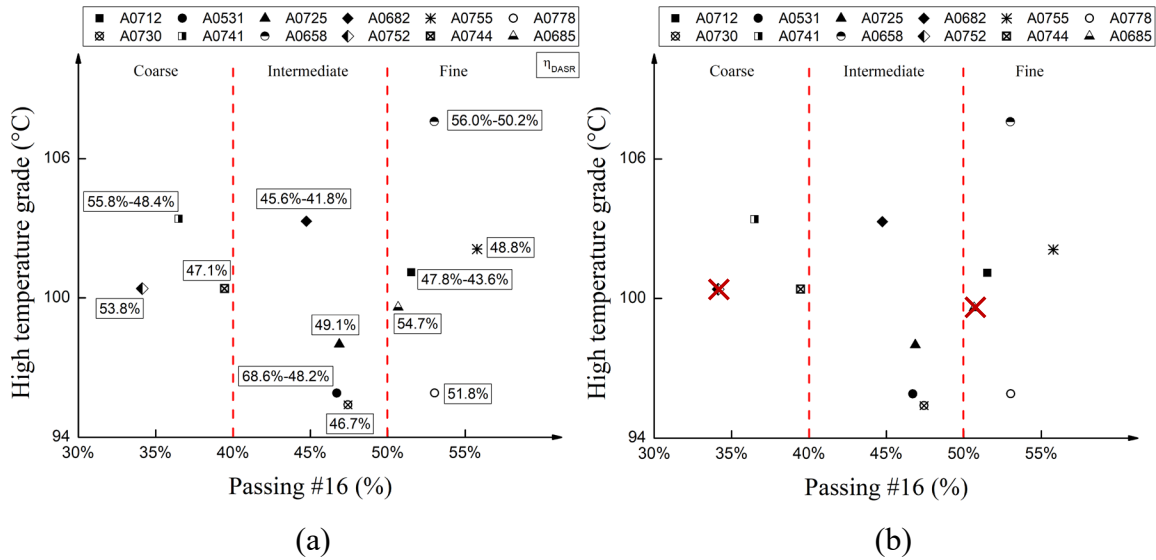 A0712 A0531 A0725 A0682 A0755 A0778
A0730 A0741 A0658 A0752 A0744 A0685
Coarse Intermediate Fine
η_DASR
High temperature grade (°C)
106
100
94
56.0%-50.2%
55.8%-48.4%
45.6%-41.8%
48.8%
47.1%
47.8%-43.6%
53.8%
54.7%
49.1%
68.6%-48.2%
51.8%
46.7%
30% 35% 40% 45% 50% 55%
Passing #16 (%)
(a)
A0712 A0531 A0725 A0682 A0755 A0778
A0730 A0741 A0658 A0752 A0744 A0685
Coarse Intermediate Fine
High temperature grade (°C)
106
100
94
30% 35% 40% 45% 50% 55%
Passing #16 (%)
(b)